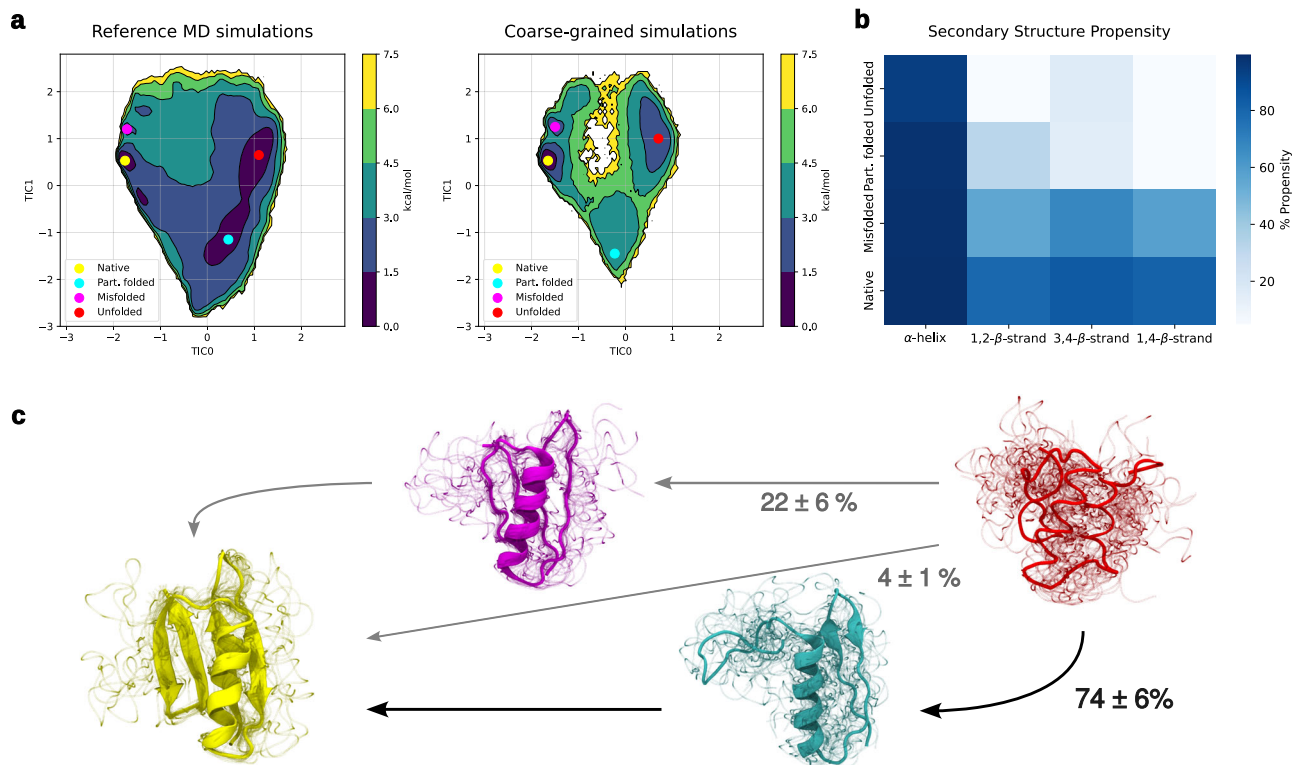 a
Reference MD simulations
TIC1
2
1
0
−1
−2
−3
−3
−2
−1
0
1
2
TIC0
Native
Part. folded
Misfolded
Unfolded
7.5
6.0
4.5
3.0
1.5
0.0
kcal/mol
Coarse-grained simulations
TIC1
2
1
0
−1
−2
−3
−3
−2
−1
0
1
2
TIC0
Native
Part. folded
Misfolded
Unfolded
7.5
6.0
4.5
3.0
1.5
0.0
kcal/mol
b
Secondary Structure Propensity
Unfolded
Part. folded
Misfolded
Native
α-helix
1,2-β-strand
3,4-β-strand
1,4-β-strand
80
60
40
20
% Propensity
c
22 ± 6 %
4 ± 1 %
74 ± 6%